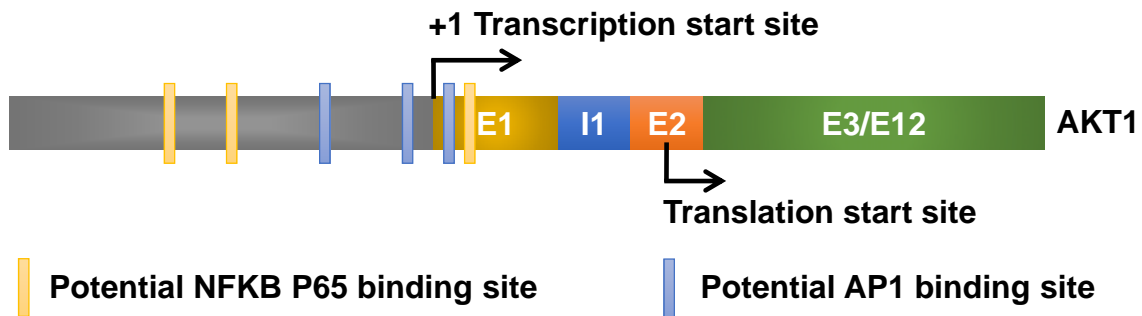 +1 Transcription start site
E1 I1 E2 E3/E12 AKT1
Translation start site
Potential NFKB P65 binding site Potential AP1 binding site